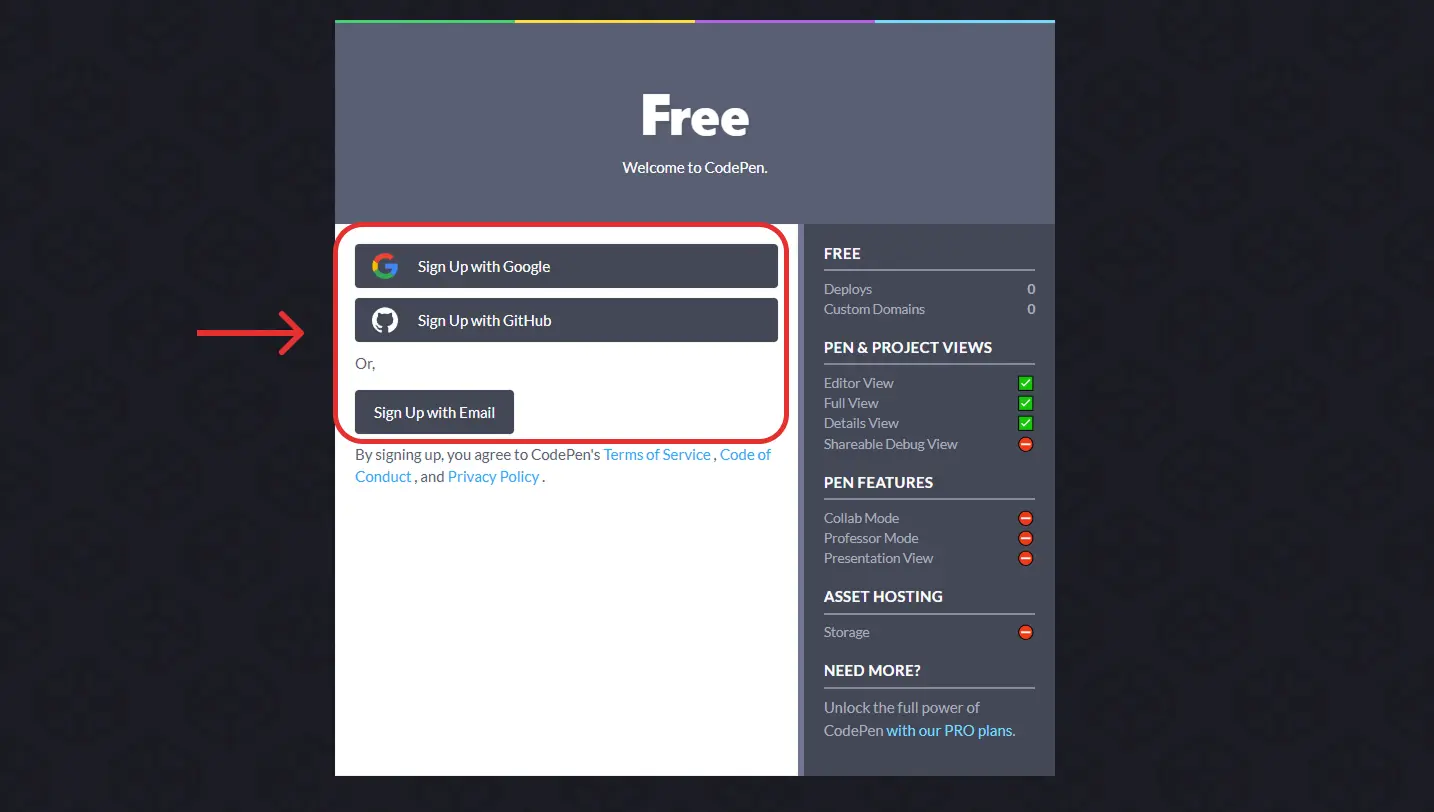 Free
Welcome to CodePen.
Sign Up with Google
Sign Up with GitHub
Or,
Sign Up with Email
By signing up, you agree to CodePen's Terms of Service , Code of
Conduct , and Privacy Policy .
FREE
Deploys 0
Custom Domains 0
PEN & PROJECT VIEWS
Editor View
Full View
Details View
Shareable Debug View
PEN FEATURES
Collab Mode
Professor Mode
Presentation View
ASSET HOSTING
Storage
NEED MORE?
Unlock the full power of
CodePen with our PRO plans.